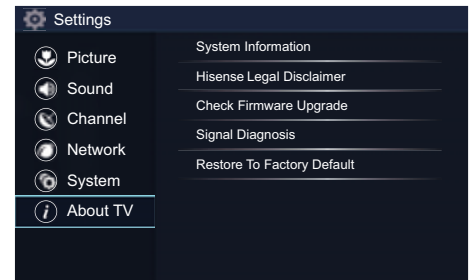 Settings
Picture
Sound
Channel
Network
System
About TV
System Information
Hisense Legal Disclaimer
Check Firmware Upgrade
Signal Diagnosis
Restore To Factory Default